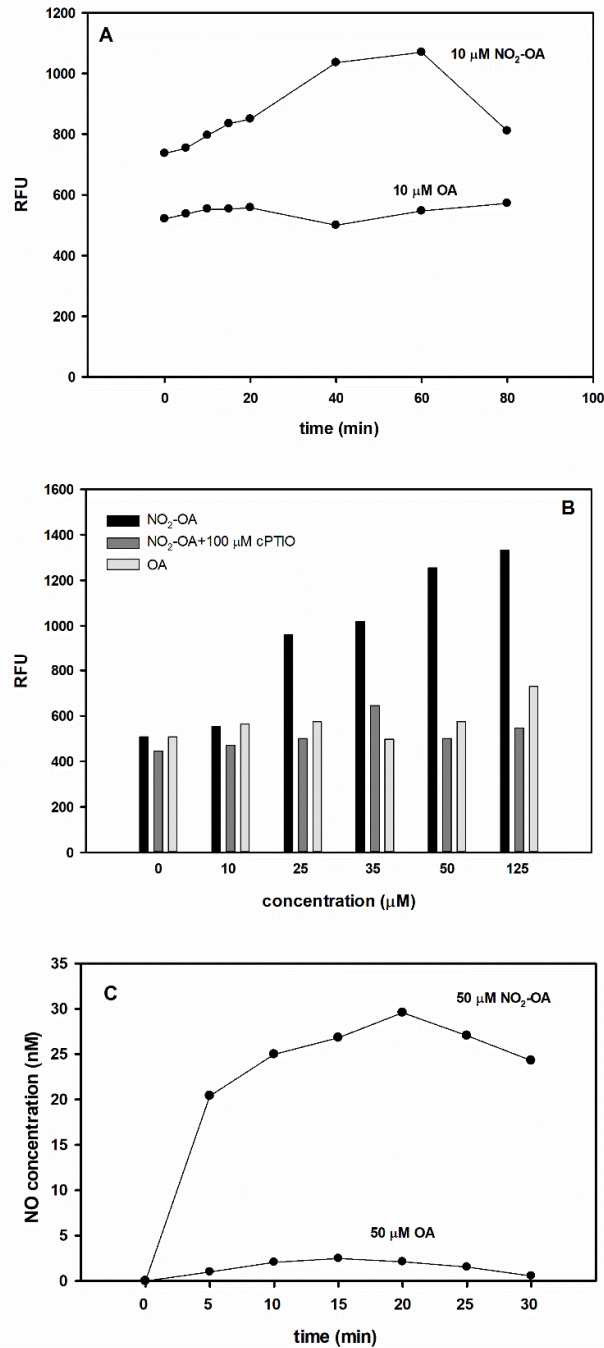 A
1200
1000
800
600
400
200
0
RFU
10 μM NO₂-OA
10 μM OA
0 20 40 60 80 100
time (min)
B
1600
1400
1200
1000
800
600
400
200
0
RFU
NO₂-OA
NO₂-OA+100 μM cPTIO
OA
0 10 25 35 50 125
concentration (μM)
C
35
30
25
20
15
10
5
0
NO concentration (nM)
50 μM NO₂-OA
50 μM OA
0 5 10 15 20 25 30
time (min)